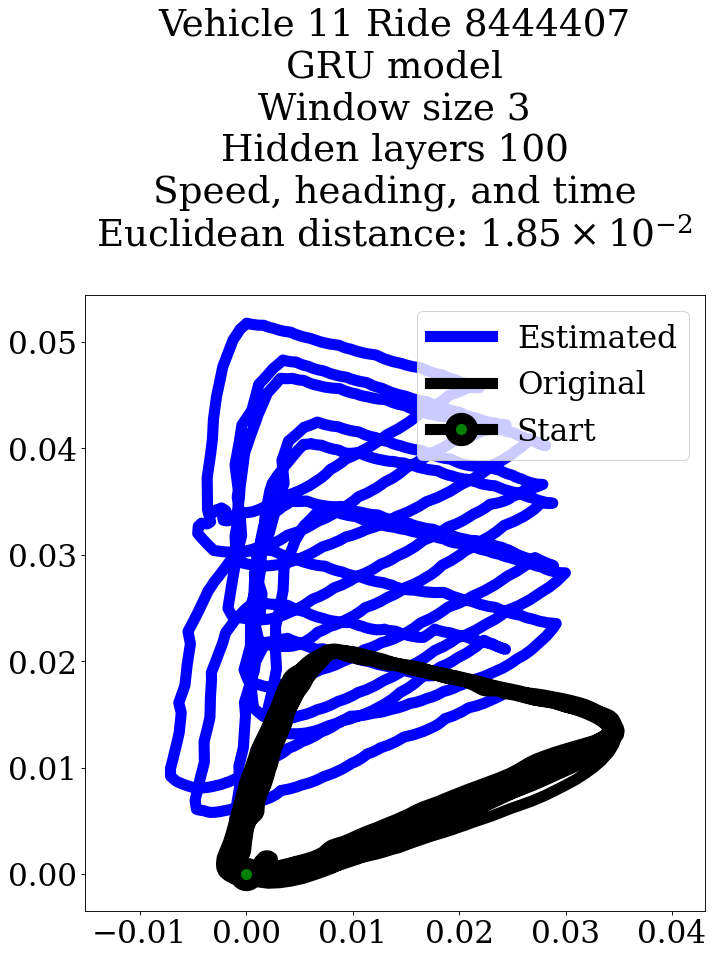 Vehicle 11 Ride 8444407
GRU model
Window size 3
Hidden layers 100
Speed, heading, and time
Euclidean distance: 1.85 × 10⁻²
Estimated
Original
Start
0.05
0.04
0.03
0.02
0.01
0.00
−0.01 0.00 0.01 0.02 0.03 0.04